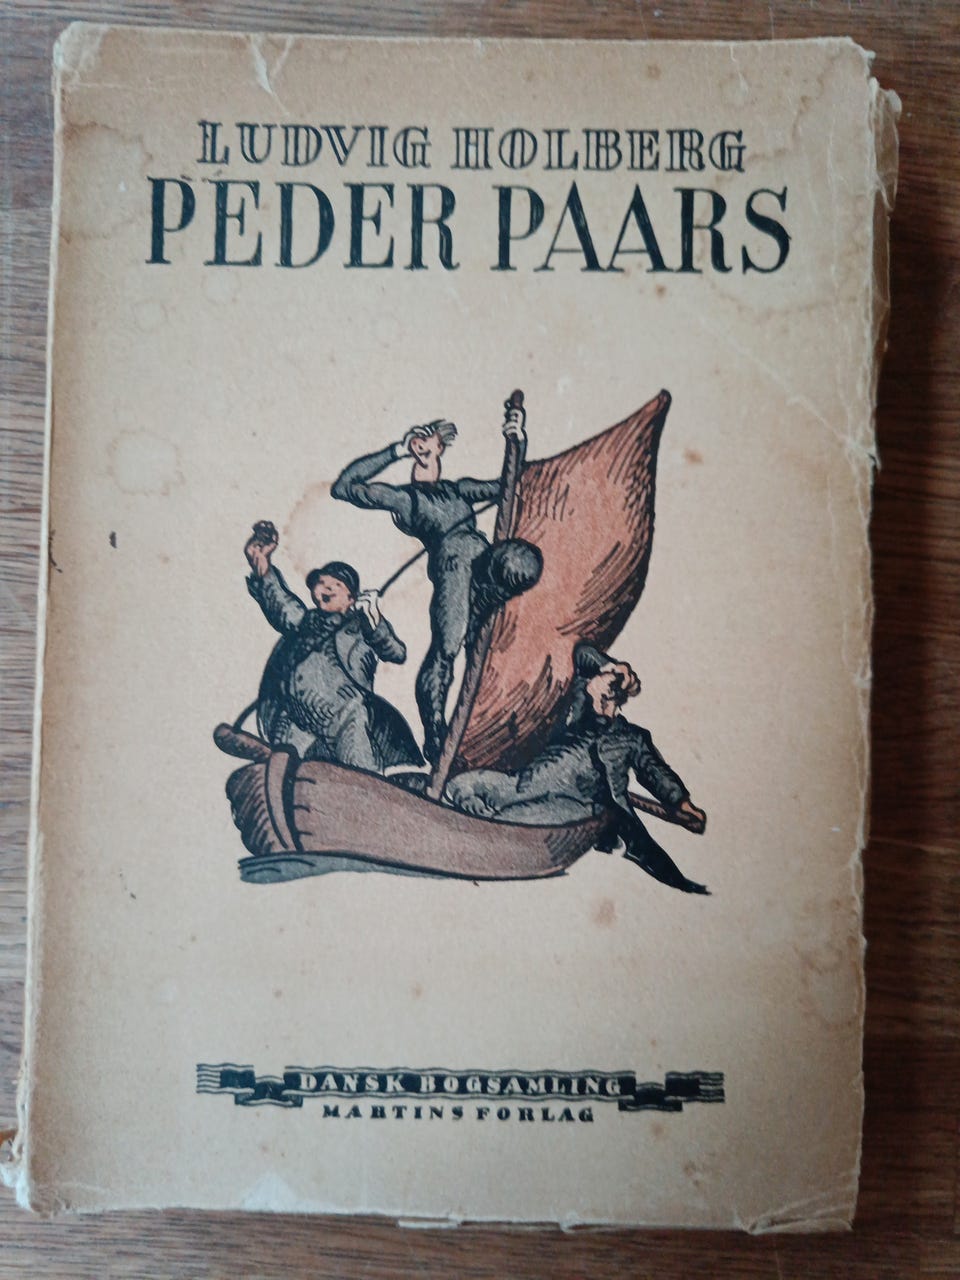 LUDVIG HOLBERG
PEDER PAARS
DANSK BOGSAMLING
MARTINS FORLAG